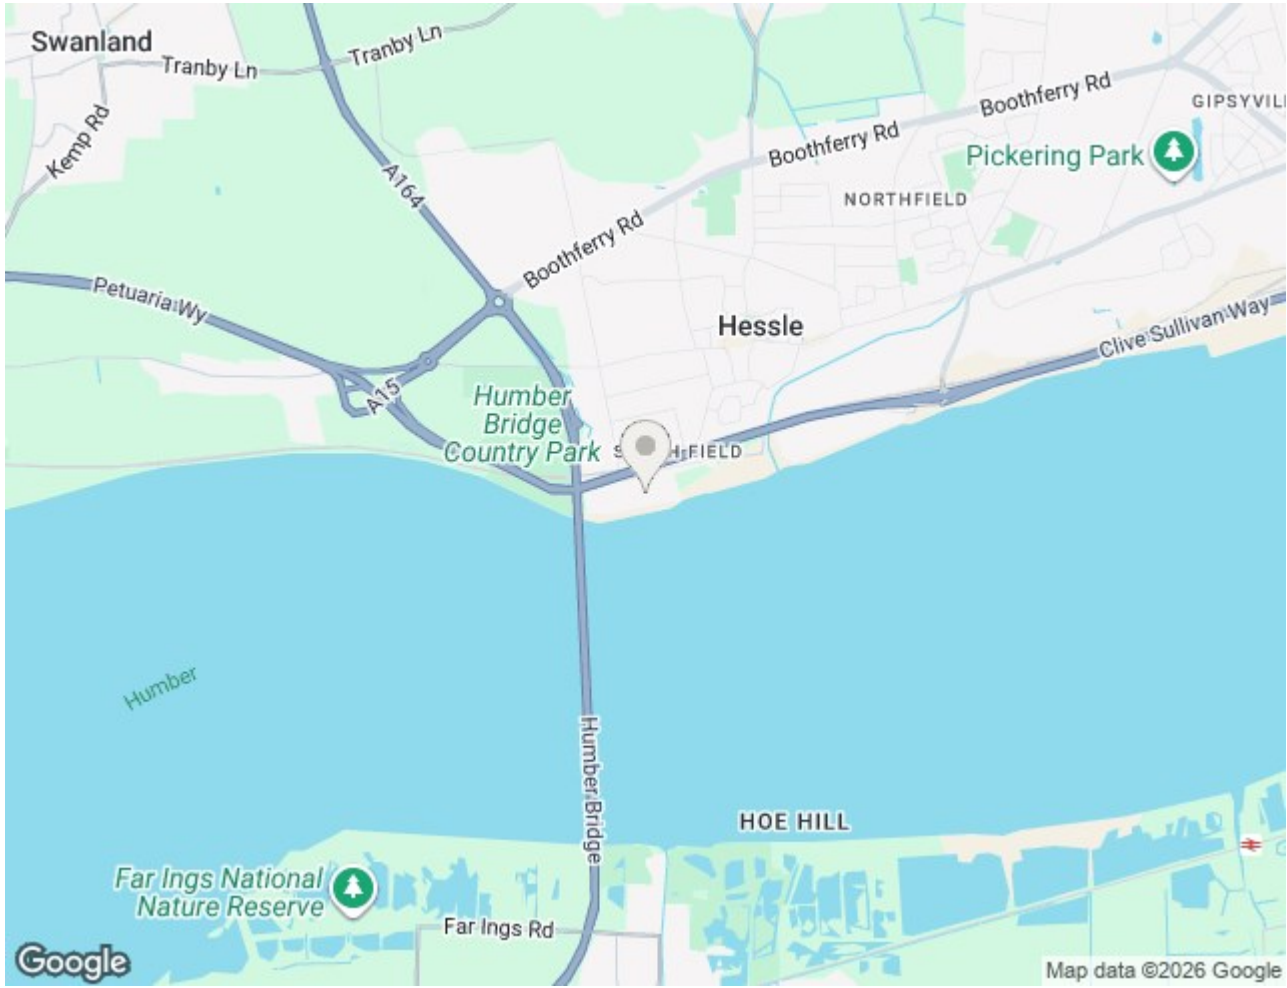 Swanland
Tranby Ln
Tranby Ln
Kemp Rd
A164
Boothferry Rd
Boothferry Rd
Boothferry Rd
GIPSYVIL
Pickering Park
NORTHFIELD
Petuaria Wy
Hessle
Clive Sullivan Way
A15
Humber
Bridge
Country Park
FIELD
Humber
Humber Bridge
HOE HILL
Far Ings National
Nature Reserve
Far Ings Rd
Google
Map data ©2026 Google